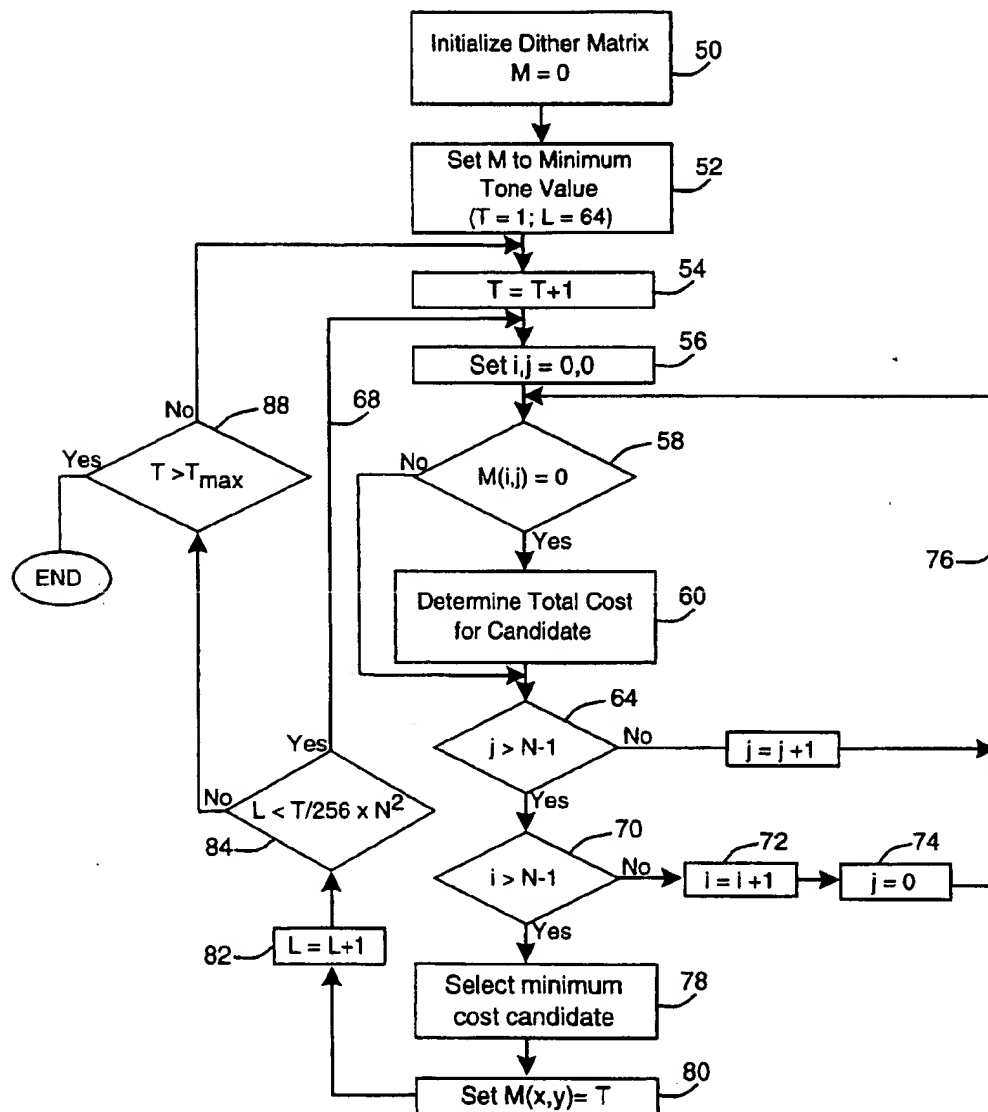 Initialize Dither Matrix
M = 0
50
Set M to Minimum
Tone Value
(T = 1; L = 64)
52
T = T+1
54
Set i,j = 0,0
56
68
No
88
T >Tmax
Yes
END
58
No
M(i,j) = 0
Yes
76
Determine Total Cost
for Candidate
60
64
j > N-1
No
j = j +1
Yes
Yes
No
L < T/256 x N²
84
70
i > N-1
No
72
i = i +1
74
j = 0
Yes
82
L = L+1
Select minimum
cost candidate
78
Set M(x,y)= T
80